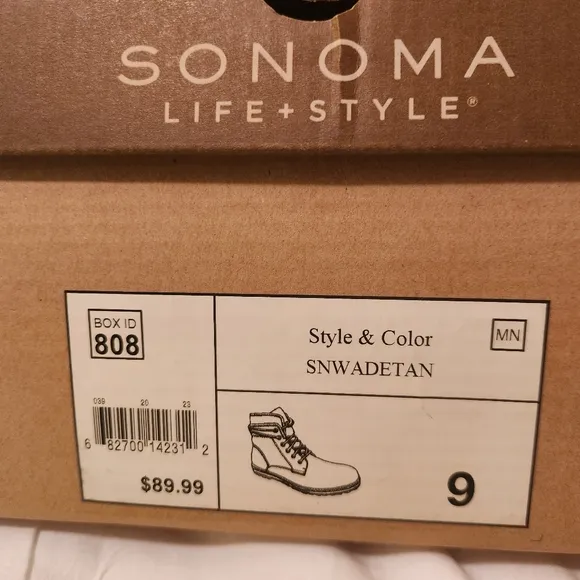 SONOMA
LIFE+STYLE®
BOX ID
808
039 20 23
6 82700 14231 2
$89.99
Style & Color
SNWADETAN
MN
9